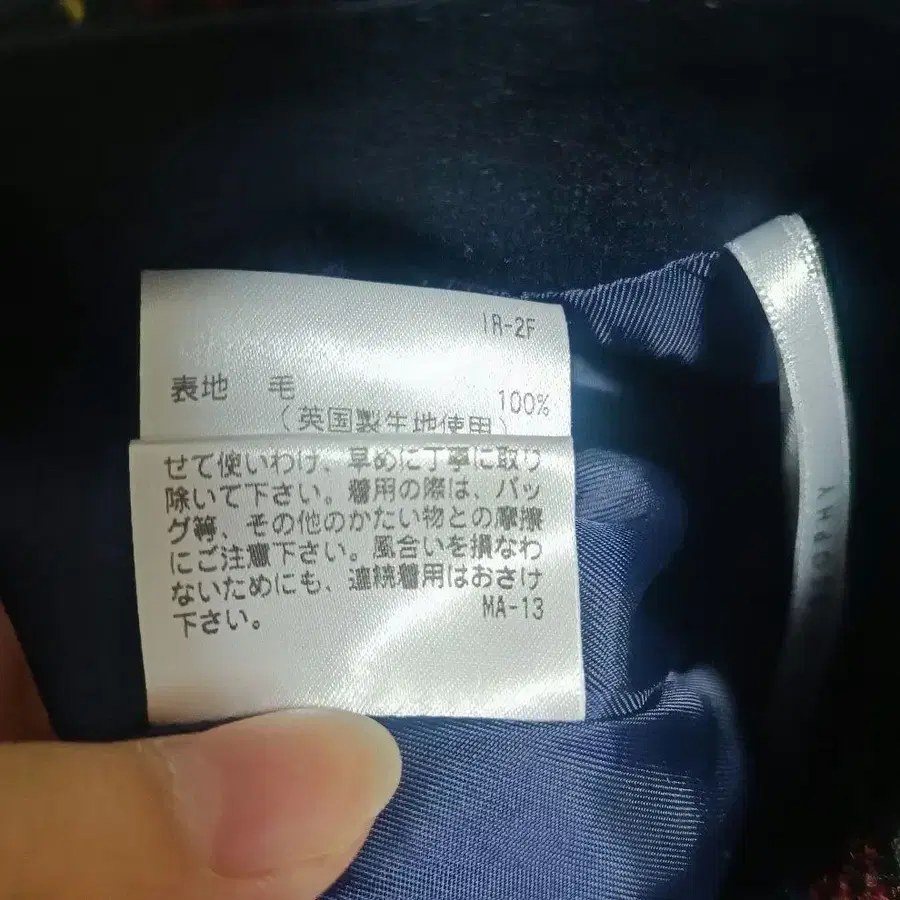 IR-2F
表地 毛 100%
(英国製生地使用)
せて使いわけ、早めに丁寧に取り
除いて下さい。着用の際は、バッ
グ等、その他のかたい物との摩擦
にご注意下さい。風合いを損なわ
ないためにも、連続着用はおさけ
下さい。 MA-13